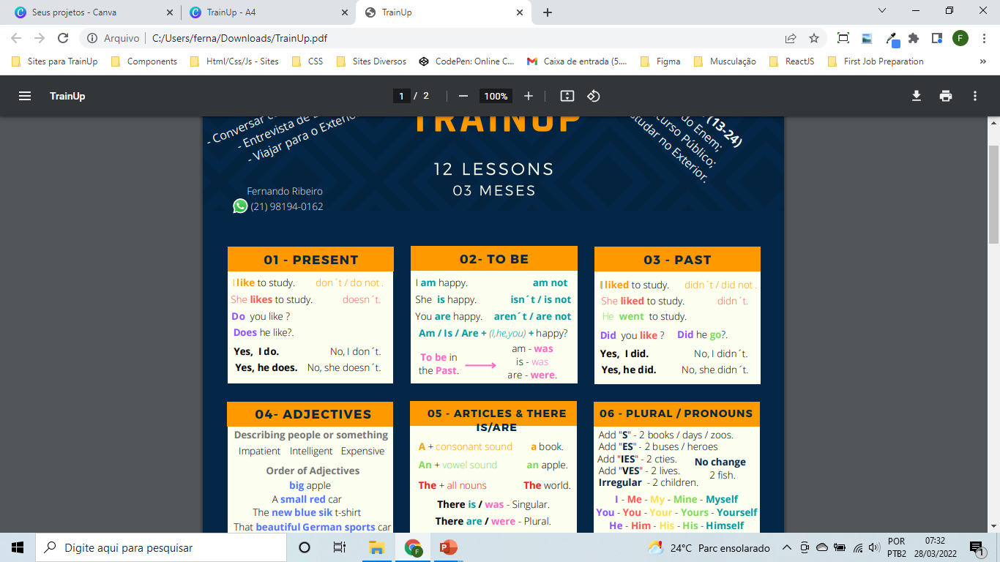 Seus projetos - Canva
TrainUp - A4
TrainUp
Arquivo
C:/Users/ferna/Downloads/TrainUp.pdf
F
Sites para TrainUp
Components
Html/Css/Js - Sites
CSS
Sites Diversos
CodePen: Online C...
Caixa de entrada (5....
Figma
Musculação
ReactJS
First Job Preparation
»
TrainUp
1 / 2
100%
- Conversar
- Entrevista de
- Viajar para o Exterior
TRAINUP
(13-24)
do Enem;
Público;
Estudar no Exterior.
12 LESSONS
03 MESES
Fernando Ribeiro
(21) 98194-0162
01 - PRESENT
I like to study. don´t / do not .
She likes to study. doesn´t.
Do you like ?
Does he like?.
Yes, I do. No, I don´t.
Yes, he does. No, she doesn´t.
02- TO BE
I am happy. am not
She is happy. isn´t / is not
You are happy. aren´t / are not
Am / Is / Are + (I,he,you) + happy?
To be in
the Past.
am - was
is - was
are - were.
03 - PAST
I liked to study. didn´t / did not .
She liked to study. didn´t.
He went to study.
Did you like ? Did he go?.
Yes, I did. No, I didn´t.
Yes, he did. No, she didn´t.
04- ADJECTIVES
Describing people or something
Impatient Intelligent Expensive
Order of Adjectives
big apple
A small red car
The new blue sik t-shirt
That beautiful German sports car
05 - ARTICLES & THERE
IS/ARE
A + consonant sound a book.
An + vowel sound an apple.
The + all nouns The world.
There is / was - Singular.
There are / were - Plural.
06 - PLURAL / PRONOUNS
Add "S" - 2 books / days / zoos.
Add "ES" - 2 buses / heroes
Add "IES" - 2 cties.
Add "VES" - 2 lives.
Irregular - 2 children.
No change
2 fish.
I - Me - My - Mine - Myself
You - You - Your - Yours - Yourself
He - Him - His - His - Himself
Digite aqui para pesquisar
24°C Parc ensolarado
POR
PTB2
07:32
28/03/2022
1